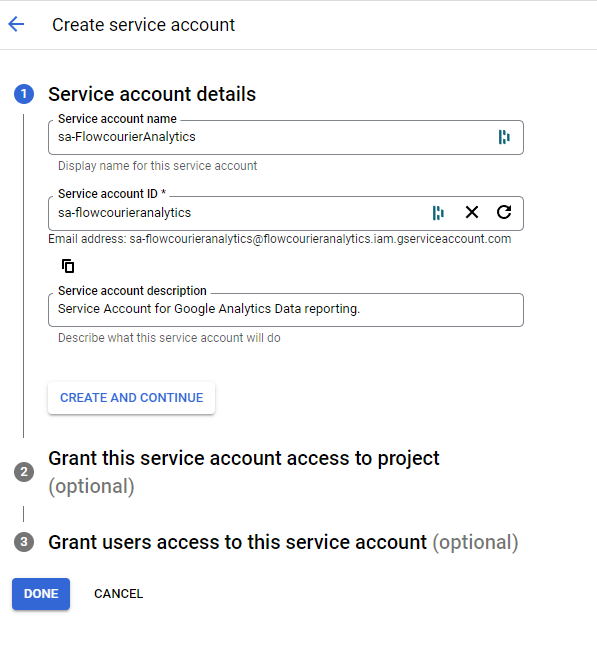 Create service account
1
Service account details
Service account name
sa-FlowcourierAnalytics
Display name for this service account
Service account ID *
sa-flowcourieranalytics
Email address: sa-flowcourieranalytics@flowcourieranalytics.iam.gserviceaccount.com
Service account description
Service Account for Google Analytics Data reporting.
Describe what this service account will do
CREATE AND CONTINUE
2
Grant this service account access to project
(optional)
3
Grant users access to this service account (optional)
DONE CANCEL